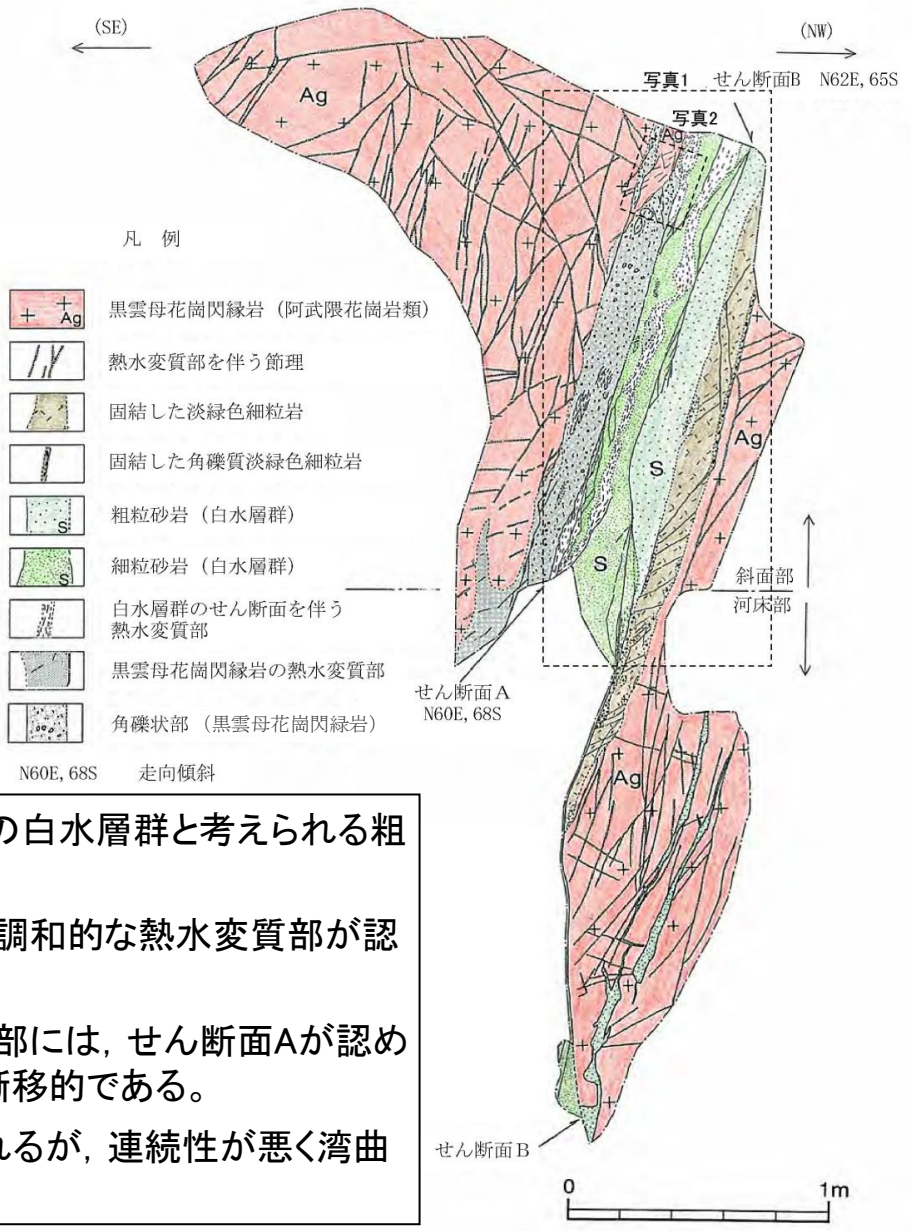 (SE)
(NW)
写真1
せん断面B N62E, 65S
写真2
Ag
Ag
凡 例
Ag
黒雲母花崗閃緑岩 (阿武隈花崗岩類)
熱水変質部を伴う節理
固結した淡緑色細粒岩
固結した角礫質淡緑色細粒岩
S
粗粒砂岩 (白水層群)
S
細粒砂岩 (白水層群)
白水層群のせん断面を伴う
熱水変質部
黒雲母花崗閃緑岩の熱水変質部
角礫状部 (黒雲母花崗閃緑岩)
N60E, 68S 走向傾斜
Ag
S
S
斜面部
河床部
せん断面A
N60E, 68S
Ag
せん断面B
0
1m
の白水層群と考えられる粗
調和的な熱水変質部が認
部には, せん断面Aが認め
漸移的である。
れるが, 連続性が悪く湾曲